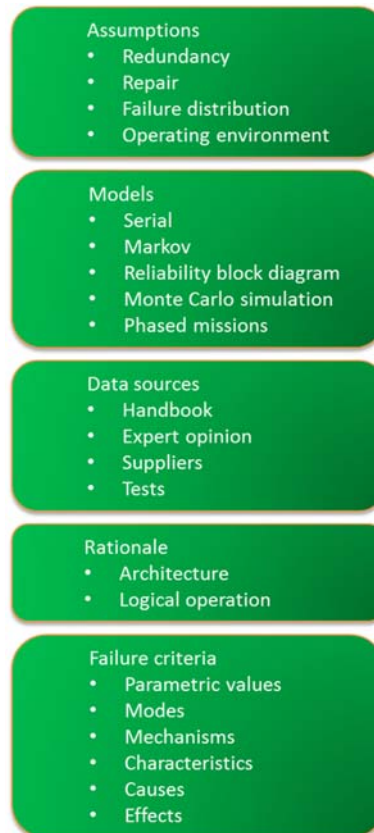 Assumptions
• Redundancy
• Repair
• Failure distribution
• Operating environment
Models
• Serial
• Markov
• Reliability block diagram
• Monte Carlo simulation
• Phased missions
Data sources
• Handbook
• Expert opinion
• Suppliers
• Tests
Rationale
• Architecture
• Logical operation
Failure criteria
• Parametric values
• Modes
• Mechanisms
• Characteristics
• Causes
• Effects